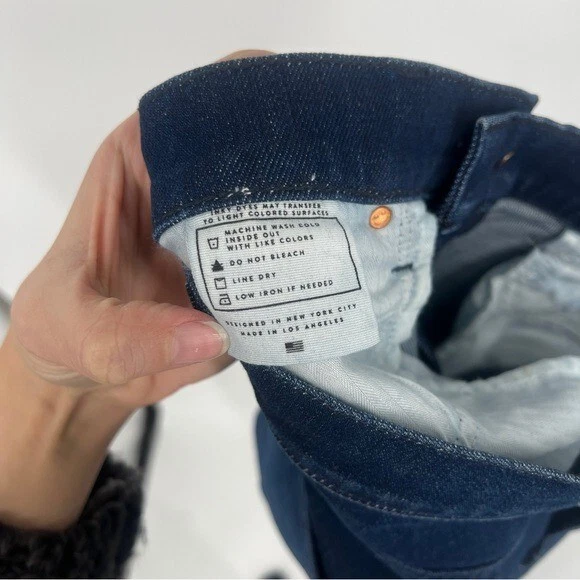 INKY DYES MAY TRANSFER
TO LIGHT COLORED SURFACES
MACHINE WASH COLD
INSIDE OUT
WITH LIKE COLORS
DO NOT BLEACH
LINE DRY
LOW IRON IF NEEDED
DESIGNED IN NEW YORK CITY
MADE IN LOS ANGELES